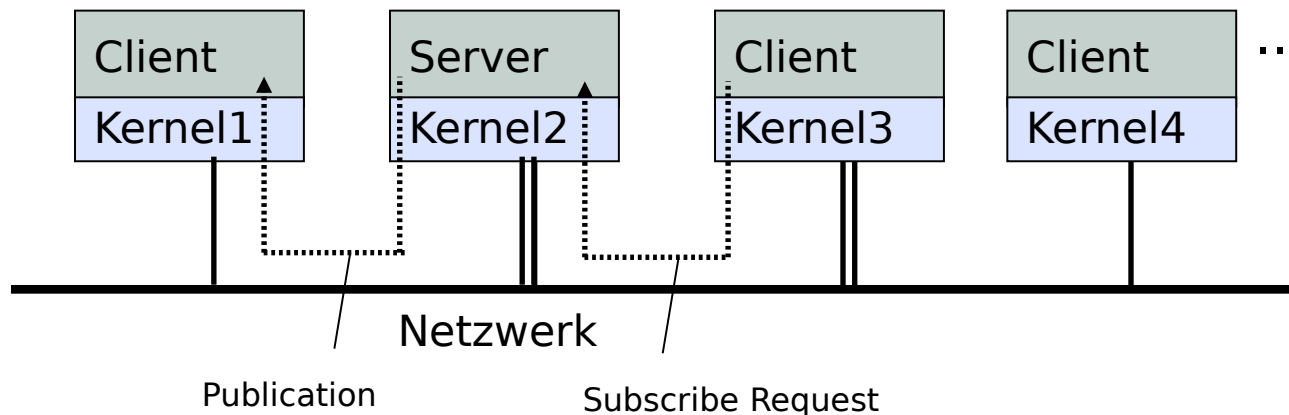 Client
Server
Client
Client
..
Kernel1
Kernel2
Kernel3
Kernel4
Netzwerk
Publication
Subscribe Request